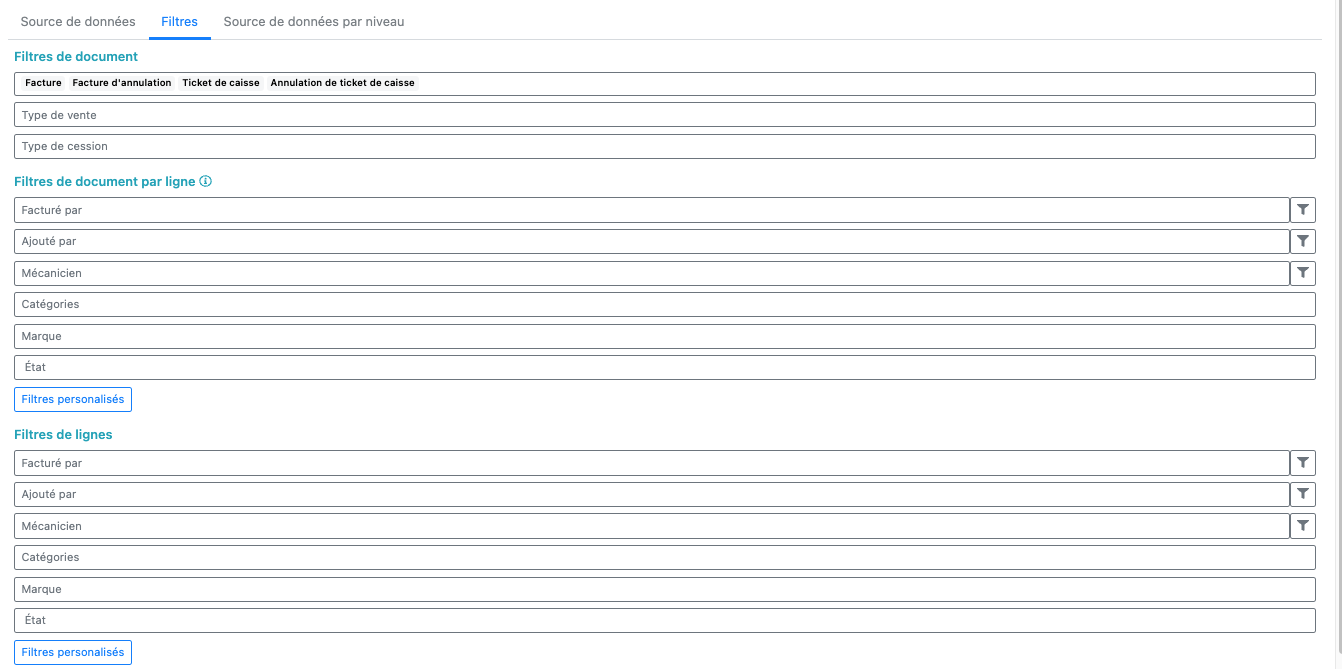 Source de données Filtres Source de données par niveau
Filtres de document
Facture Facture d'annulation Ticket de caisse Annulation de ticket de caisse
Type de vente
Type de cession
Filtres de document par ligne
Facturé par
Ajouté par
Mécanicien
Catégories
Marque
État
Filtres personalisés
Filtres de lignes
Facturé par
Ajouté par
Mécanicien
Catégories
Marque
État
Filtres personalisés